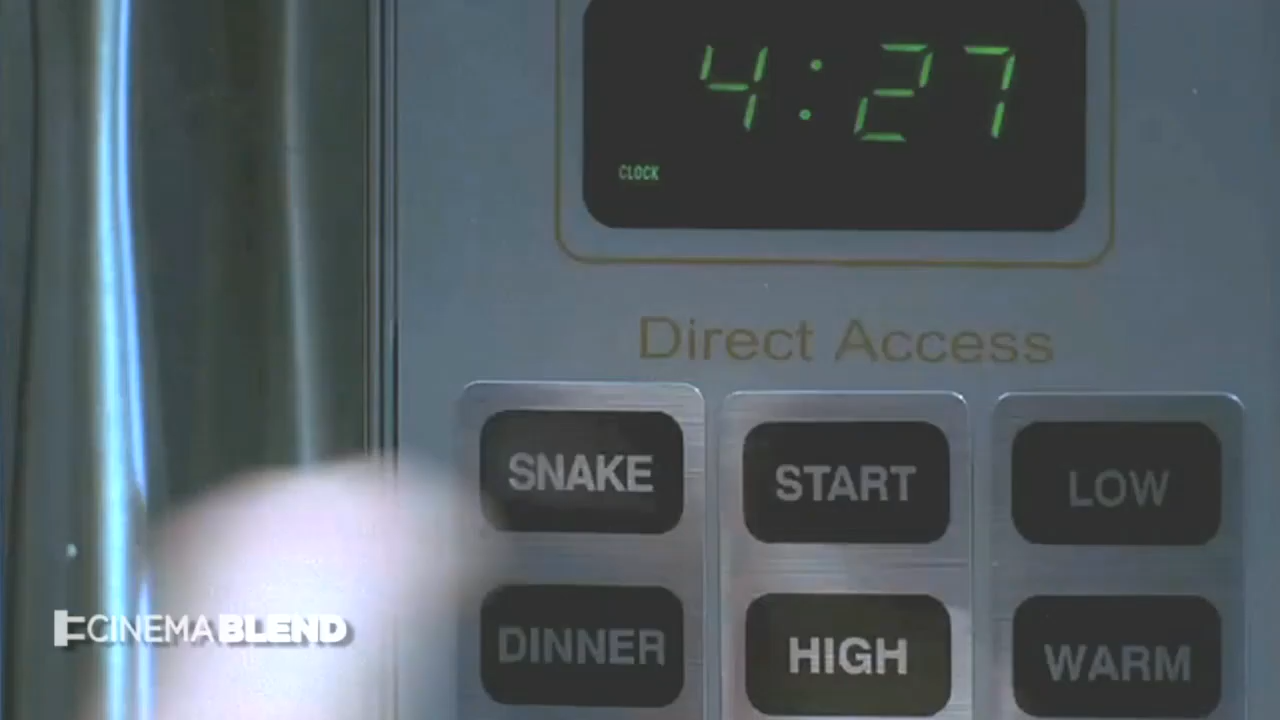 4:27
CLOCK
Direct Access
SNAKE START LOW
DINNER HIGH WARM
CINEMABLEND